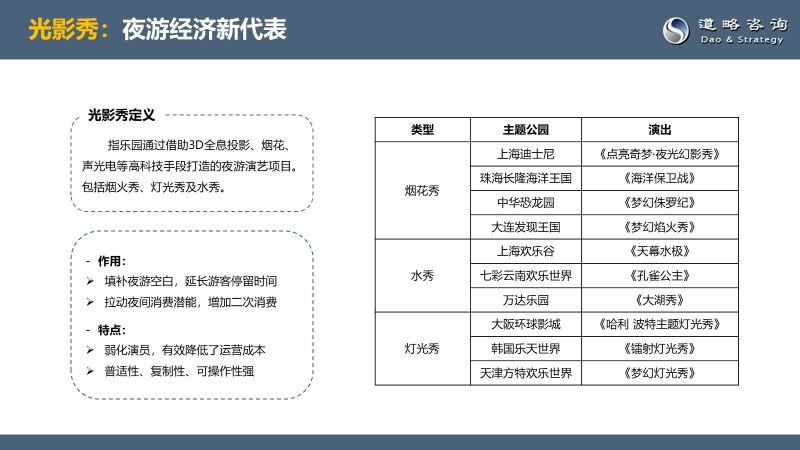 光影秀：夜游经济新代表
道略咨询
Dao & Strategy
光影秀定义
指乐园通过借助3D全息投影、烟花、
声光电等高科技手段打造的夜游演艺项目。
包括烟火秀、灯光秀及水秀。
- 作用：
➢ 填补夜游空白，延长游客停留时间
➢ 拉动夜间消费潜能，增加二次消费
- 特点：
➢ 弱化演员，有效降低了运营成本
➢ 普适性、复制性、可操作性强
类型 主题公园 演出
烟花秀
上海迪士尼 《点亮奇梦·夜光幻影秀》
珠海长隆海洋王国 《海洋保卫战》
中华恐龙园 《梦幻侏罗纪》
大连发现王国 《梦幻焰火秀》
水秀
上海欢乐谷 《天幕水极》
七彩云南欢乐世界 《孔雀公主》
万达乐园 《大湖秀》
灯光秀
大阪环球影城 《哈利 波特主题灯光秀》
韩国乐天世界 《镭射灯光秀》
天津方特欢乐世界 《梦幻灯光秀》